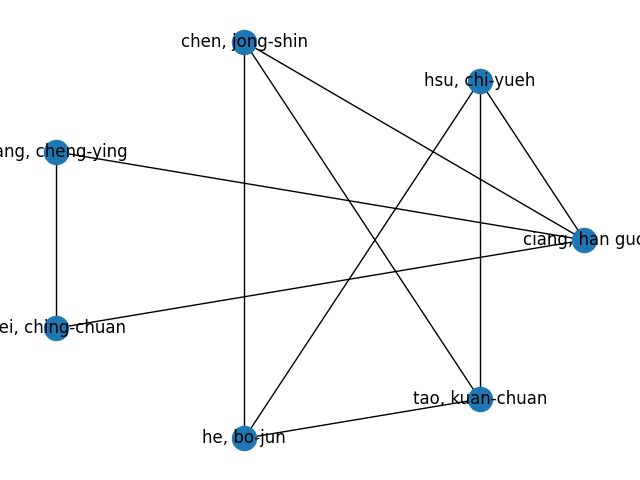 chen, jong-shin
hsu, chi-yueh
ang, cheng-ying
ciang, han guo
ei, ching-chuan
tao, kuan-chuan
he, bo-jun